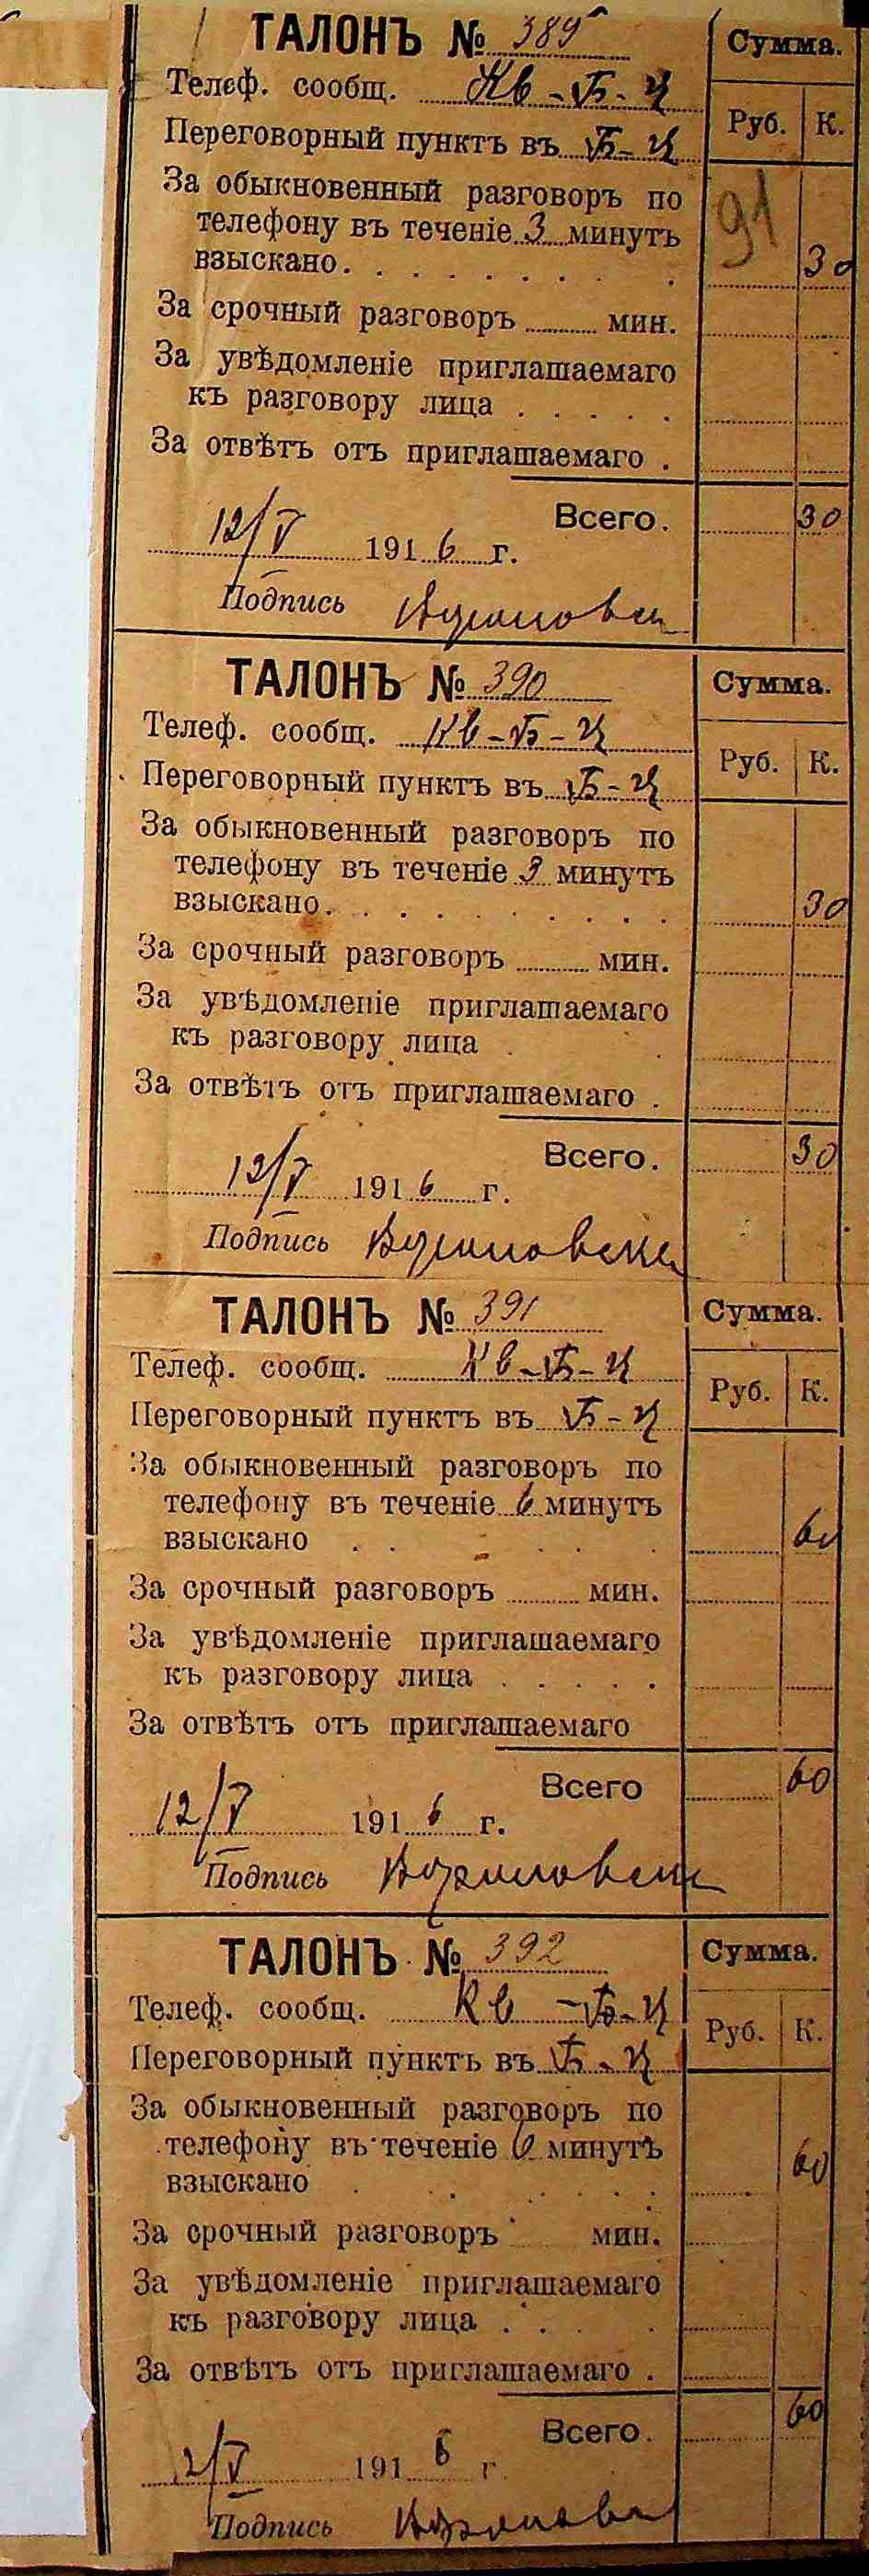 ТАЛОНЪ № 389 Сумма.
Телеф. сообщ. Кв-Б-Ц
Руб. К.
Переговорный пунктъ въ Б-Ц
91
За обыкновенный разговоръ по
телефону въ теченіе 3 минутъ
взыскано. 30
За срочный разговоръ мин.
За увѣдомленіе приглашаемаго
къ разговору лица
За отвѣтъ отъ приглашаемаго
Всего. 30
12/V 1916 г.
Подпись
ТАЛОНЪ № 390 Сумма.
Телеф. сообщ. Кв-Б-Ц
Руб. К.
Переговорный пунктъ въ Б-Ц
За обыкновенный разговоръ по
телефону въ теченіе 3 минутъ
взыскано. 30
За срочный разговоръ мин.
За увѣдомленіе приглашаемаго
къ разговору лица
За отвѣтъ отъ приглашаемаго
Всего. 30
12/V 1916 г.
Подпись
ТАЛОНЪ № 391 Сумма.
Телеф. сообщ. Кв-Б-Ц
Руб. К.
Переговорный пунктъ въ Б-Ц
За обыкновенный разговоръ по
телефону въ теченіе 6 минутъ
взыскано 60
За срочный разговоръ мин.
За увѣдомленіе приглашаемаго
къ разговору лица
За отвѣтъ отъ приглашаемаго
Всего 60
12/V 1916 г.
Подпись
ТАЛОНЪ № 392 Сумма.
Телеф. сообщ. Кв-Б-Ц
Руб. К.
Переговорный пунктъ въ Б-Ц
За обыкновенный разговоръ по
телефону въ теченіе 6 минутъ
взыскано 60
За срочный разговоръ мин.
За увѣдомленіе приглашаемаго
къ разговору лица
За отвѣтъ отъ приглашаемаго
Всего. 60
12/V 1916 г
Подпись